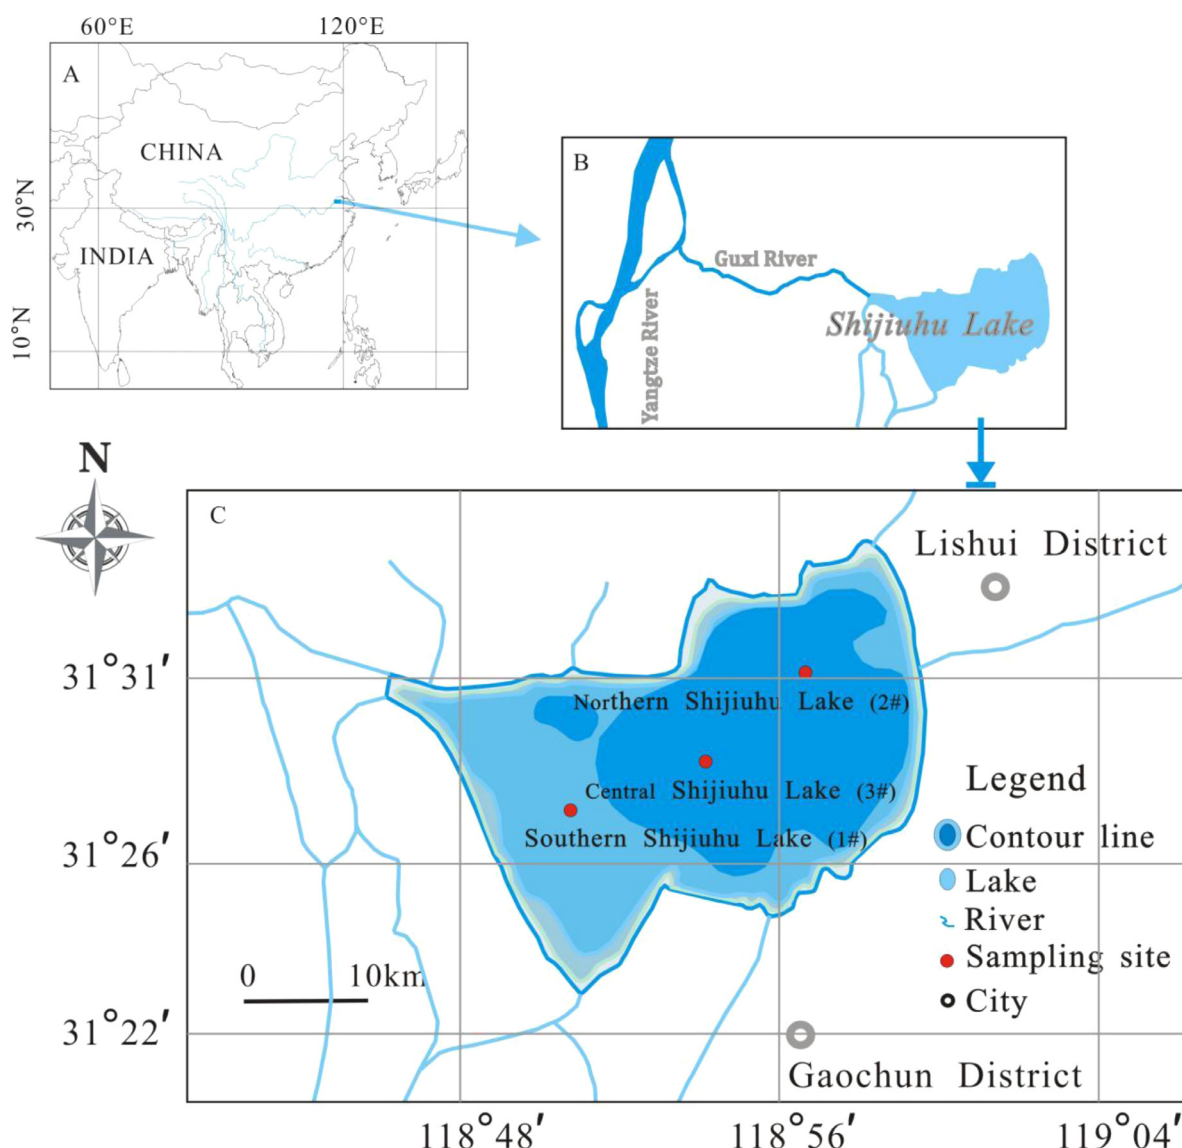 60°E 120°E
A
CHINA
30°N
INDIA
10°N
B
Guxi River
Shijiuhu Lake
Yangtze River
N
C
Lishui District
31°31′
Northern Shijiuhu Lake (2#)
Legend
Central Shijiuhu Lake (3#)
Contour line
Southern Shijiuhu Lake (1#)
31°26′
Lake
River
Sampling site
0 10km
City
31°22′
Gaochun District
118°48′ 118°56′ 119°04′